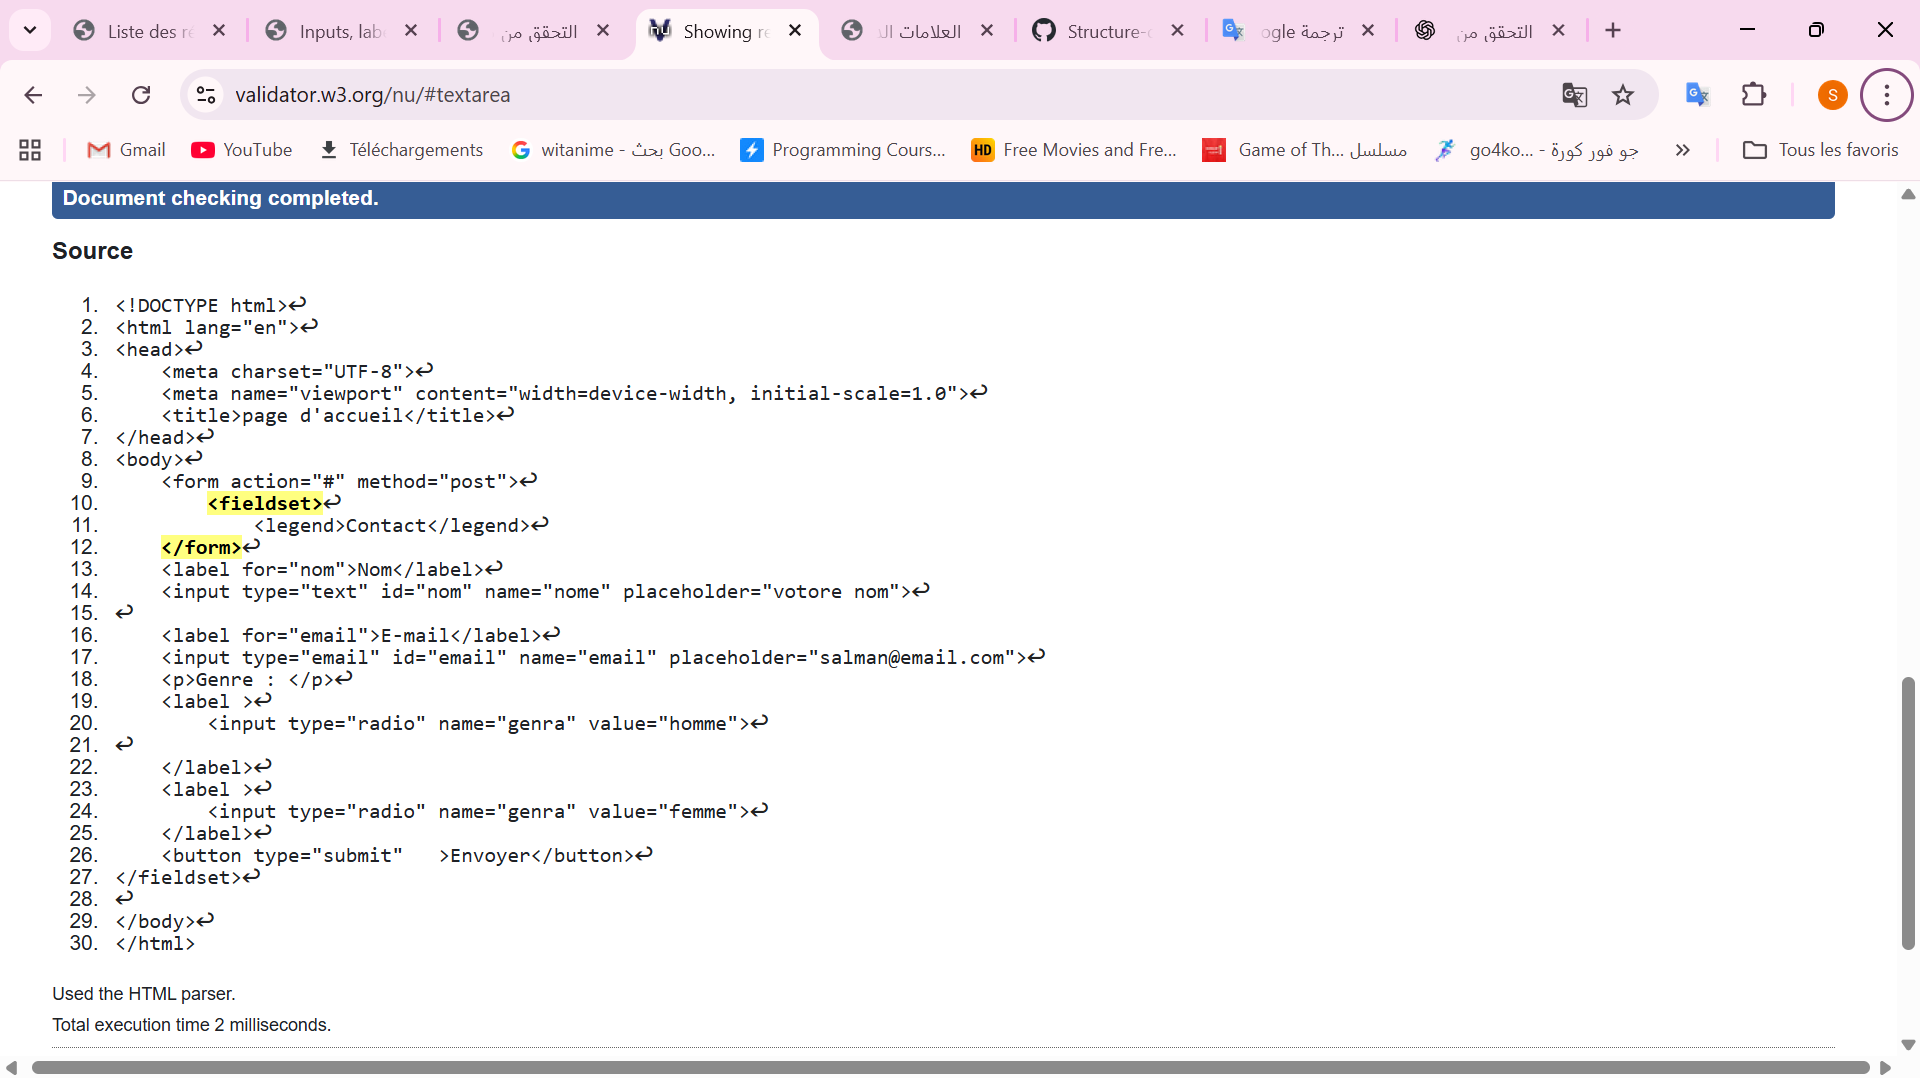 Liste des r
Inputs, lab
التحقق من
Showing re
العلامات ال
Structure-
ترجمة ogle
التحقق من
validator.w3.org/nu/#textarea
S
Gmail
YouTube
Téléchargements
witanime - بحث Goo...
Programming Cours...
HD Free Movies and Fre...
Game of Th... مسلسل
go4ko... - جو فور كورة
Tous les favoris
Document checking completed.
Source
1. <!DOCTYPE html>↩
2. <html lang="en">↩
3. <head>↩
4. <meta charset="UTF-8">↩
5. <meta name="viewport" content="width=device-width, initial-scale=1.0">↩
6. <title>page d'accueil</title>↩
7. </head>↩
8. <body>↩
9. <form action="#" method="post">↩
10. <fieldset>↩
11. <legend>Contact</legend>↩
12. </form>↩
13. <label for="nom">Nom</label>↩
14. <input type="text" id="nom" name="nome" placeholder="votore nom">↩
15. ↩
16. <label for="email">E-mail</label>↩
17. <input type="email" id="email" name="email" placeholder="salman@email.com">↩
18. <p>Genre : </p>↩
19. <label >↩
20. <input type="radio" name="genra" value="homme">↩
21. ↩
22. </label>↩
23. <label >↩
24. <input type="radio" name="genra" value="femme">↩
25. </label>↩
26. <button type="submit"   >Envoyer</button>↩
27. </fieldset>↩
28. ↩
29. </body>↩
30. </html>
Used the HTML parser.
Total execution time 2 milliseconds.